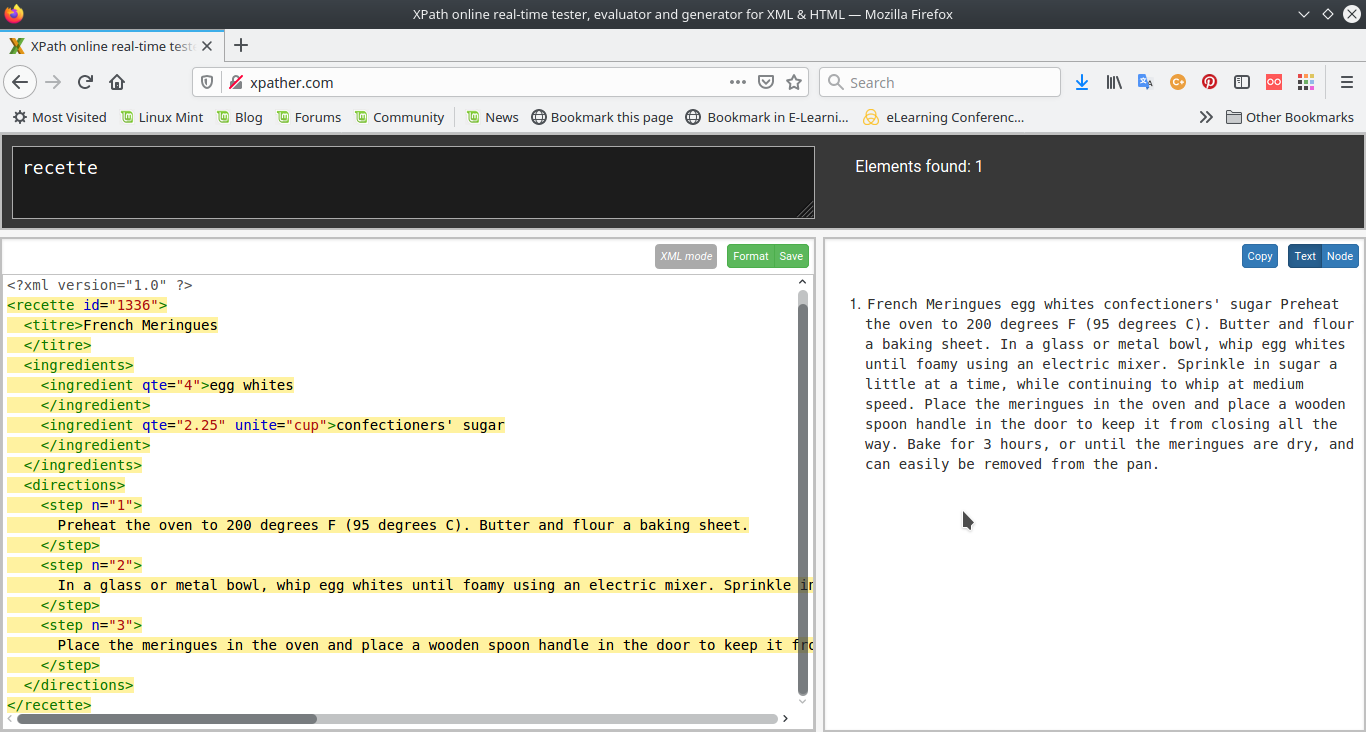 XPath online real-time tester, evaluator and generator for XML & HTML — Mozilla Firefox
XPath online real-time teste
xpather.com
Search
Most Visited Linux Mint Blog Forums Community News Bookmark this page Bookmark in E-Learni... eLearning Conferenc... Other Bookmarks
recette
Elements found: 1
XML mode Format Save
Copy Text Node
<?xml version="1.0" ?>
<recette id="1336">
<titre>French Meringues
</titre>
<ingredients>
<ingredient qte="4">egg whites
</ingredient>
<ingredient qte="2.25" unite="cup">confectioners' sugar
</ingredient>
</ingredients>
<directions>
<step n="1">
Preheat the oven to 200 degrees F (95 degrees C). Butter and flour a baking sheet.
</step>
<step n="2">
In a glass or metal bowl, whip egg whites until foamy using an electric mixer. Sprinkle in
</step>
<step n="3">
Place the meringues in the oven and place a wooden spoon handle in the door to keep it fro
</step>
</directions>
</recette>
1. French Meringues egg whites confectioners' sugar Preheat
the oven to 200 degrees F (95 degrees C). Butter and flour
a baking sheet. In a glass or metal bowl, whip egg whites
until foamy using an electric mixer. Sprinkle in sugar a
little at a time, while continuing to whip at medium
speed. Place the meringues in the oven and place a wooden
spoon handle in the door to keep it from closing all the
way. Bake for 3 hours, or until the meringues are dry, and
can easily be removed from the pan.